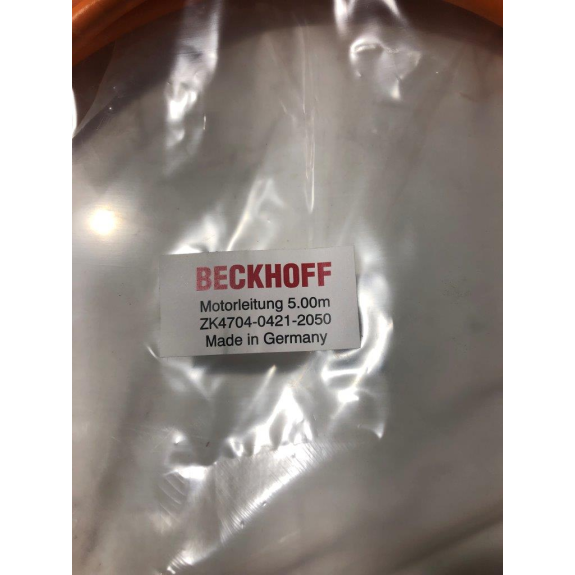 BECKHOFF
Motorleitung 5.00m
ZK4704-0421-2050
Made in Germany